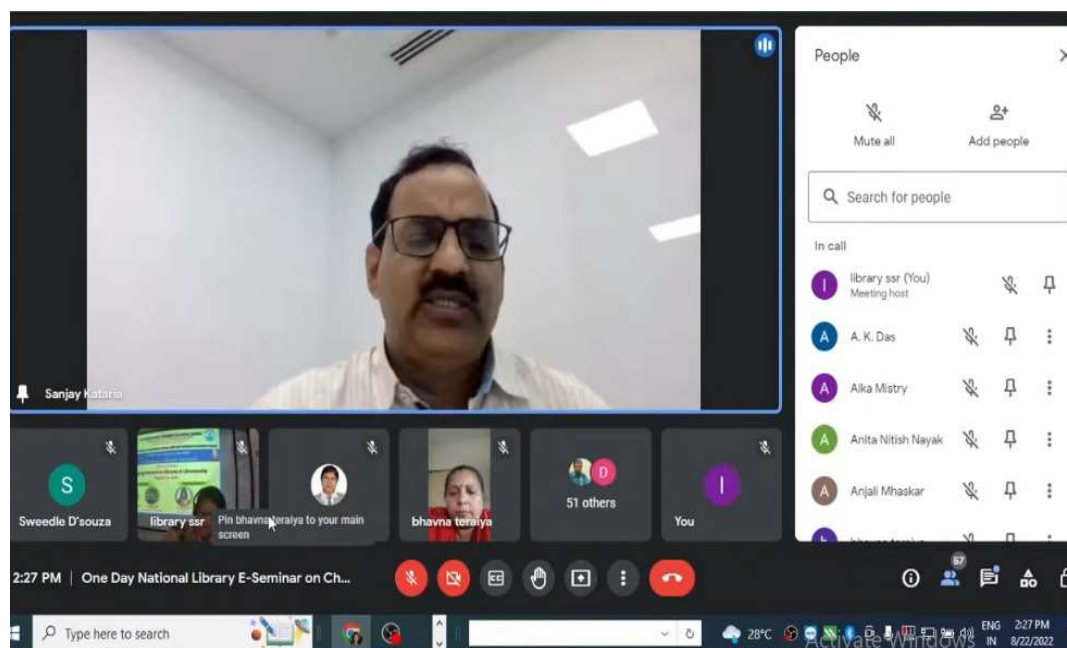 People
Mute all
Add people
Search for people
In call
library ssr (You)
Meeting host
A
A. K. Das
A
Alka Mistry
A
Anita Nitish Nayak
A
Anjali Mhaskar
Sanjay Kataria
S
Sweedle D'souza
library ssr
Pin bhavna teraiya to your main
screen
bhavna teraiya
D
51 others
You
2:27 PM | One Day National Library E-Seminar on Ch...
CC
57
Type here to search
28°C
ENG
IN
2:27 PM
8/22/2022
Activate Windows